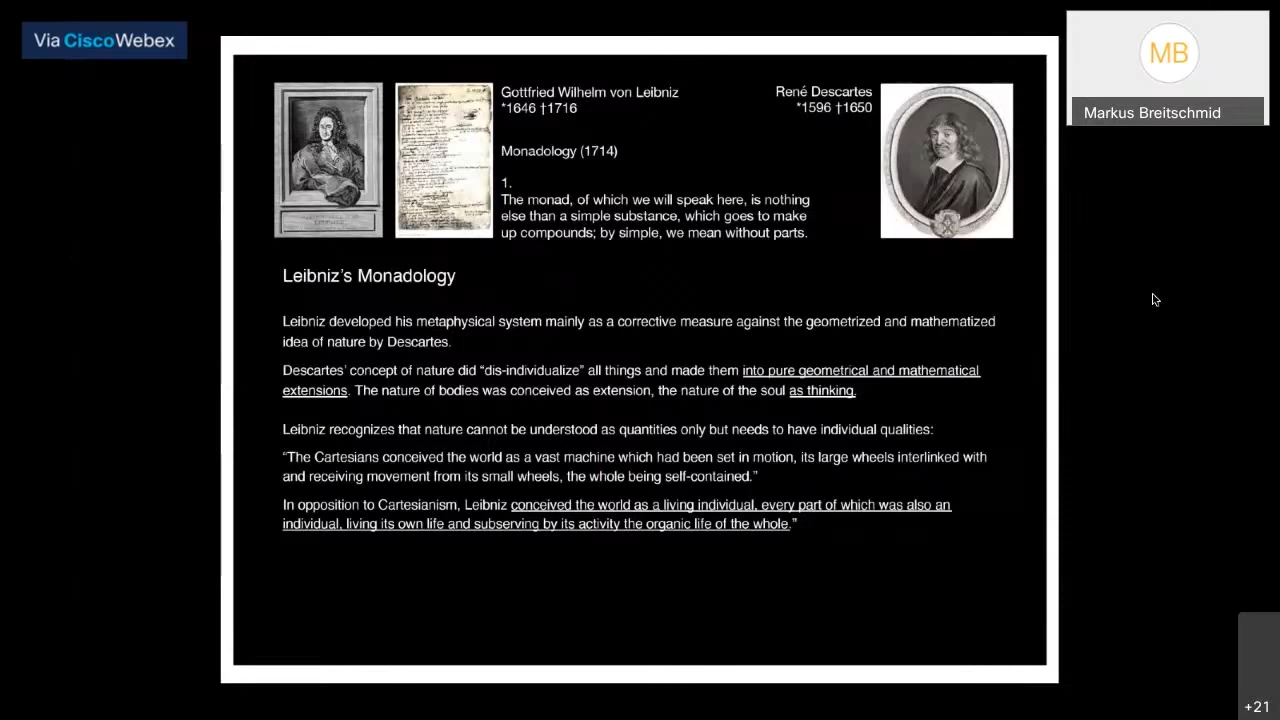 Via Cisco Webex
MB
Markus Breitschmid
Gottfried Wilhelm von Leibniz
*1646 †1716
René Descartes
*1596 †1650
Monadology (1714)
1.
The monad, of which we will speak here, is nothing
else than a simple substance, which goes to make
up compounds; by simple, we mean without parts.
Leibniz’s Monadology
Leibniz developed his metaphysical system mainly as a corrective measure against the geometrized and mathematized
idea of nature by Descartes.
Descartes’ concept of nature did “dis-individualize” all things and made them into pure geometrical and mathematical
extensions. The nature of bodies was conceived as extension, the nature of the soul as thinking.
Leibniz recognizes that nature cannot be understood as quantities only but needs to have individual qualities:
“The Cartesians conceived the world as a vast machine which had been set in motion, its large wheels interlinked with
and receiving movement from its small wheels, the whole being self-contained.”
In opposition to Cartesianism, Leibniz conceived the world as a living individual, every part of which was also an
individual, living its own life and subserving by its activity the organic life of the whole.”
+21